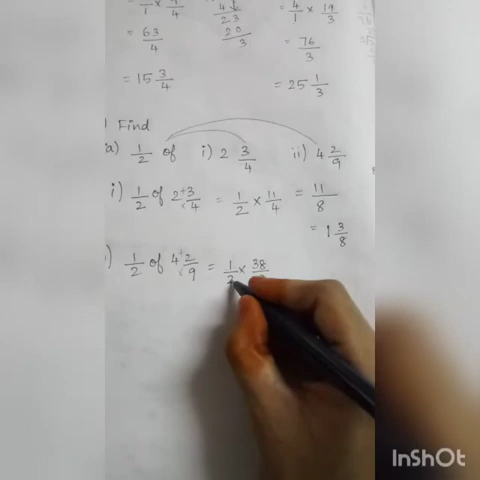 = 63/4
20/3
= 76/3
= 15 3/4
= 25 1/3
Find
a) 1/2 of i) 2 3/4 ii) 4 2/9
i) 1/2 of 2 3/4 = 1/2 × 11/4 = 11/8
= 1 3/8
) 1/2 of 4 2/9 = 1/2 × 38
InShOt